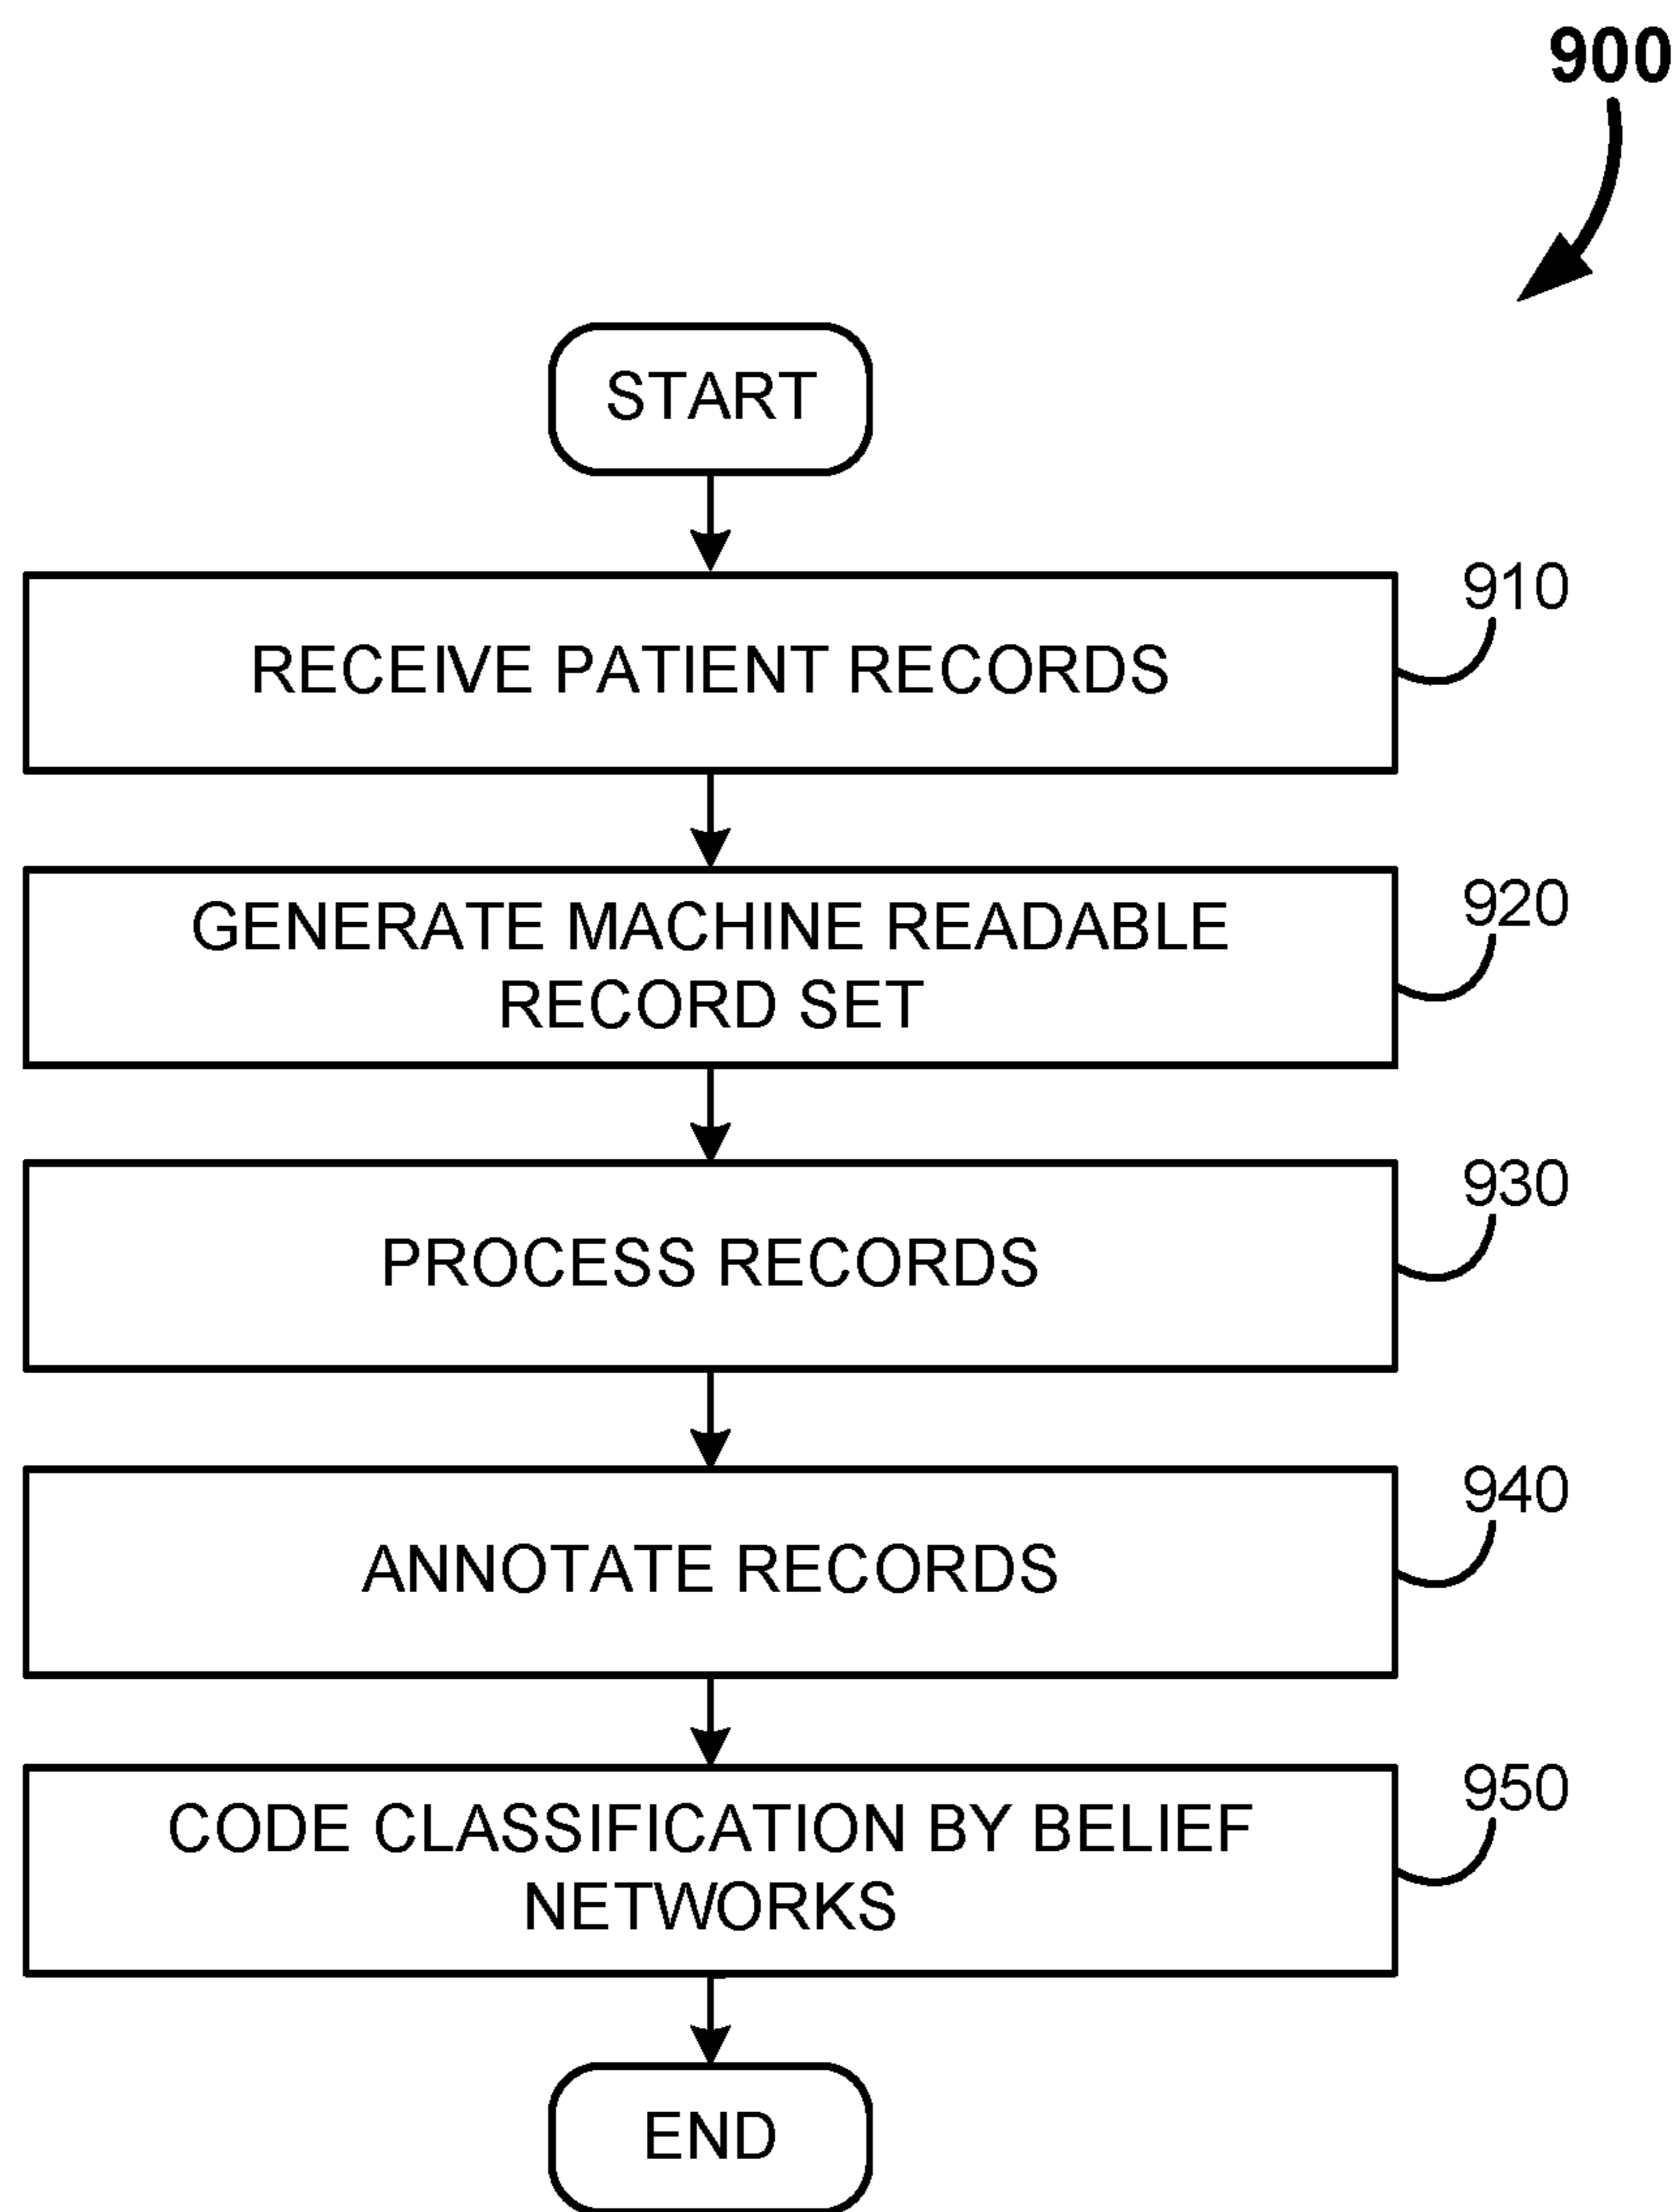 900
START
910
RECEIVE PATIENT RECORDS
920
GENERATE MACHINE READABLE
RECORD SET
930
PROCESS RECORDS
940
ANNOTATE RECORDS
950
CODE CLASSIFICATION BY BELIEF
NETWORKS
END